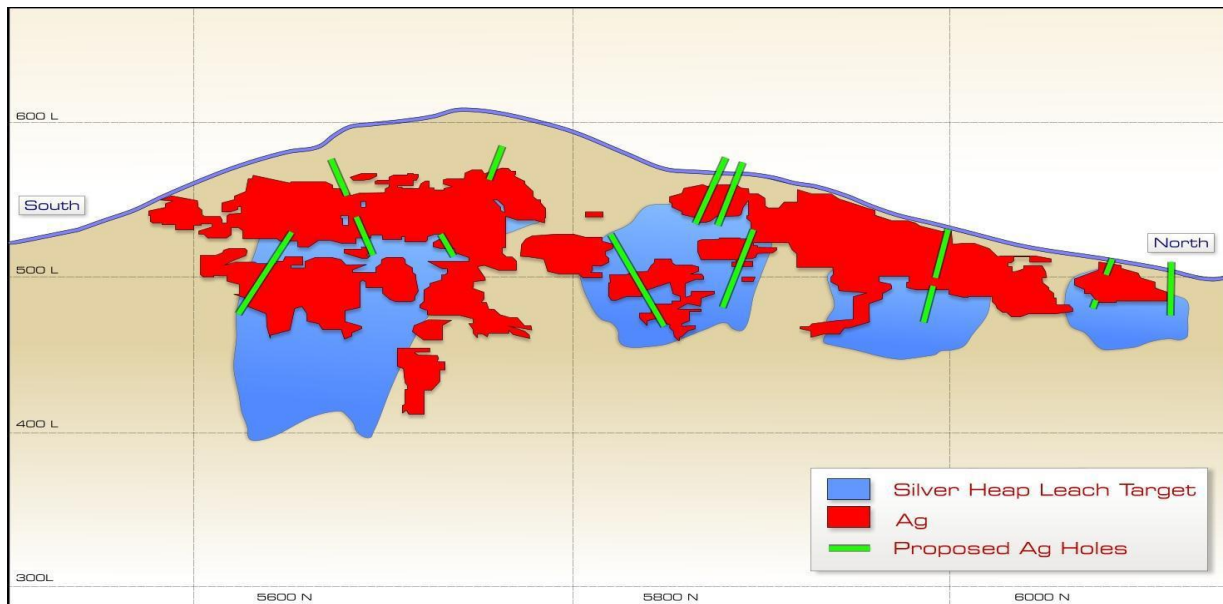 600 L
South
North
500 L
400 L
Silver Heap Leach Target
Ag
Proposed Ag Holes
300L
5600 N
5800 N
6000 N